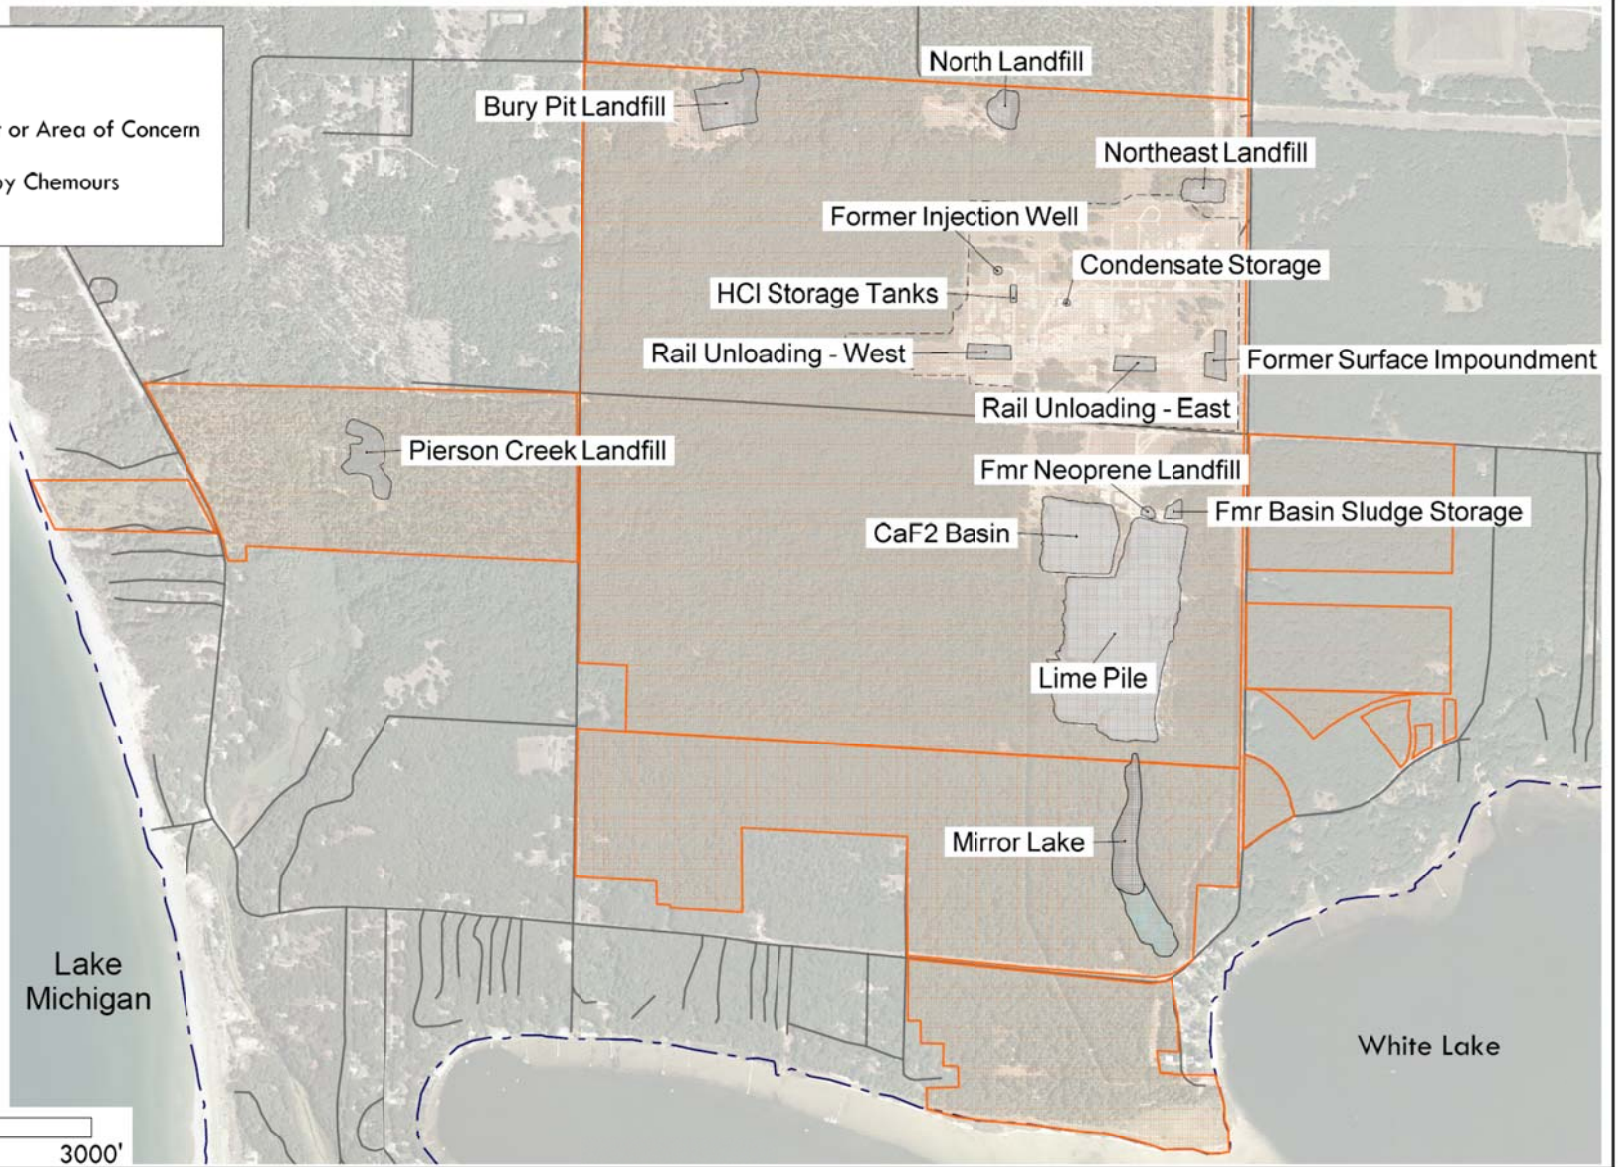 or Area of Concern
by Chemours
North Landfill
Bury Pit Landfill
Northeast Landfill
Former Injection Well
Condensate Storage
HCl Storage Tanks
Rail Unloading - West
Former Surface Impoundment
Rail Unloading - East
Pierson Creek Landfill
Fmr Neoprene Landfill
Fmr Basin Sludge Storage
CaF2 Basin
Lime Pile
Mirror Lake
Lake
Michigan
White Lake
3000'